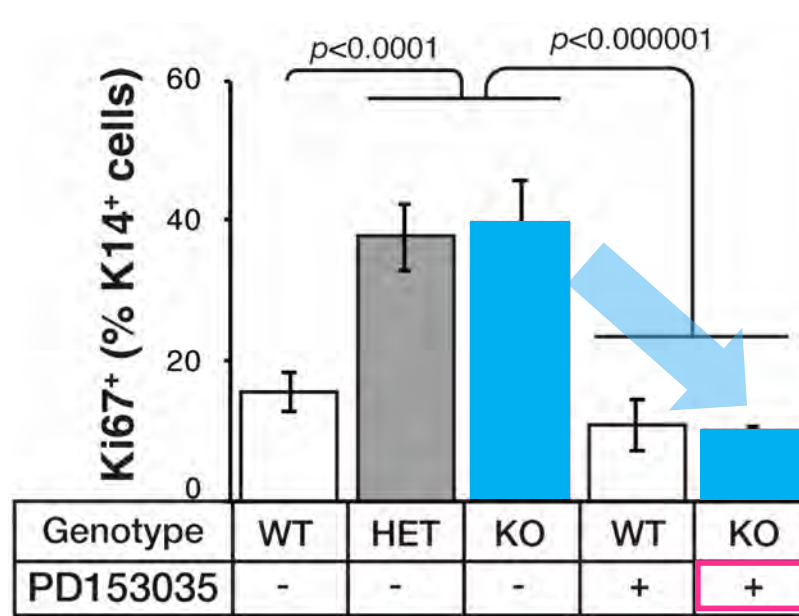 p<0.0001
p<0.000001
Ki67⁺ (% K14⁺ cells)
60
40
20
0
Genotype WT HET KO WT KO
PD153035 - - - + +